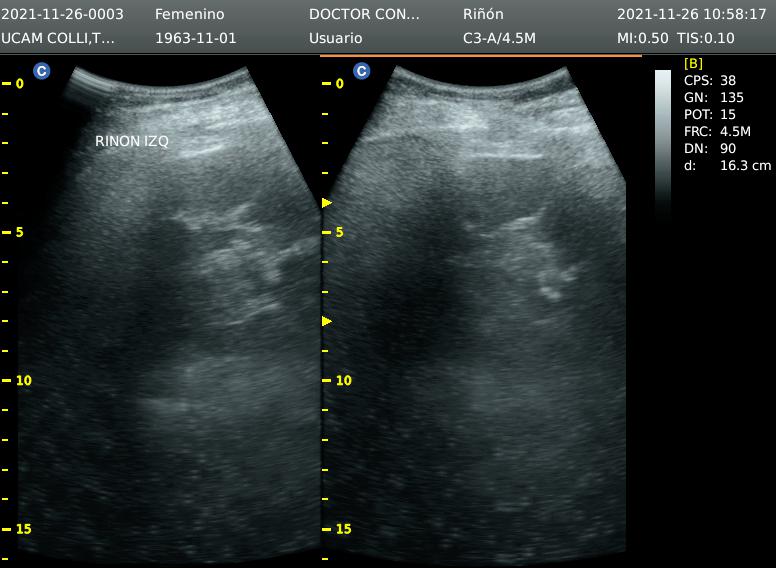 2021-11-26-0003 Femenino DOCTOR CON... Riñón 2021-11-26 10:58:17
UCAM COLLI,T... 1963-11-01 Usuario C3-A/4.5M MI:0.50 TIS:0.10
C
C
RINON IZQ
0
5
10
15
0
5
10
15
[B]
CPS: 38
GN: 135
POT: 15
FRC: 4.5M
DN: 90
d: 16.3 cm